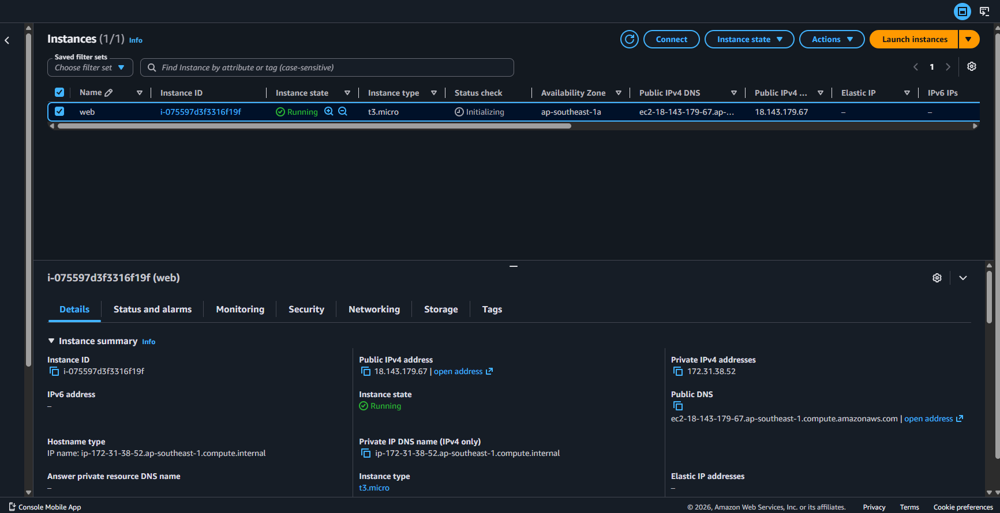 Instances (1/1) Info
Connect
Instance state
Actions
Launch instances
Saved filter sets
Choose filter set
Find Instance by attribute or tag (case-sensitive)
1
Name Instance ID Instance state Instance type Status check Availability Zone Public IPv4 DNS Public IPv4 ... Elastic IP IPv6 IPs
web i-075597d3f3316f19f Running t3.micro Initializing ap-southeast-1a ec2-18-143-179-67.ap-... 18.143.179.67 – –
i-075597d3f3316f19f (web)
Details Status and alarms Monitoring Security Networking Storage Tags
Instance summary Info
Instance ID
i-075597d3f3316f19f
Public IPv4 address
18.143.179.67 | open address
Private IPv4 addresses
172.31.38.52
IPv6 address
–
Instance state
Running
Public DNS
ec2-18-143-179-67.ap-southeast-1.compute.amazonaws.com | open address
Hostname type
IP name: ip-172-31-38-52.ap-southeast-1.compute.internal
Private IP DNS name (IPv4 only)
ip-172-31-38-52.ap-southeast-1.compute.internal
Answer private resource DNS name
–
Instance type
t3.micro
Elastic IP addresses
–
Console Mobile App
© 2026, Amazon Web Services, Inc. or its affiliates. Privacy Terms Cookie preferences